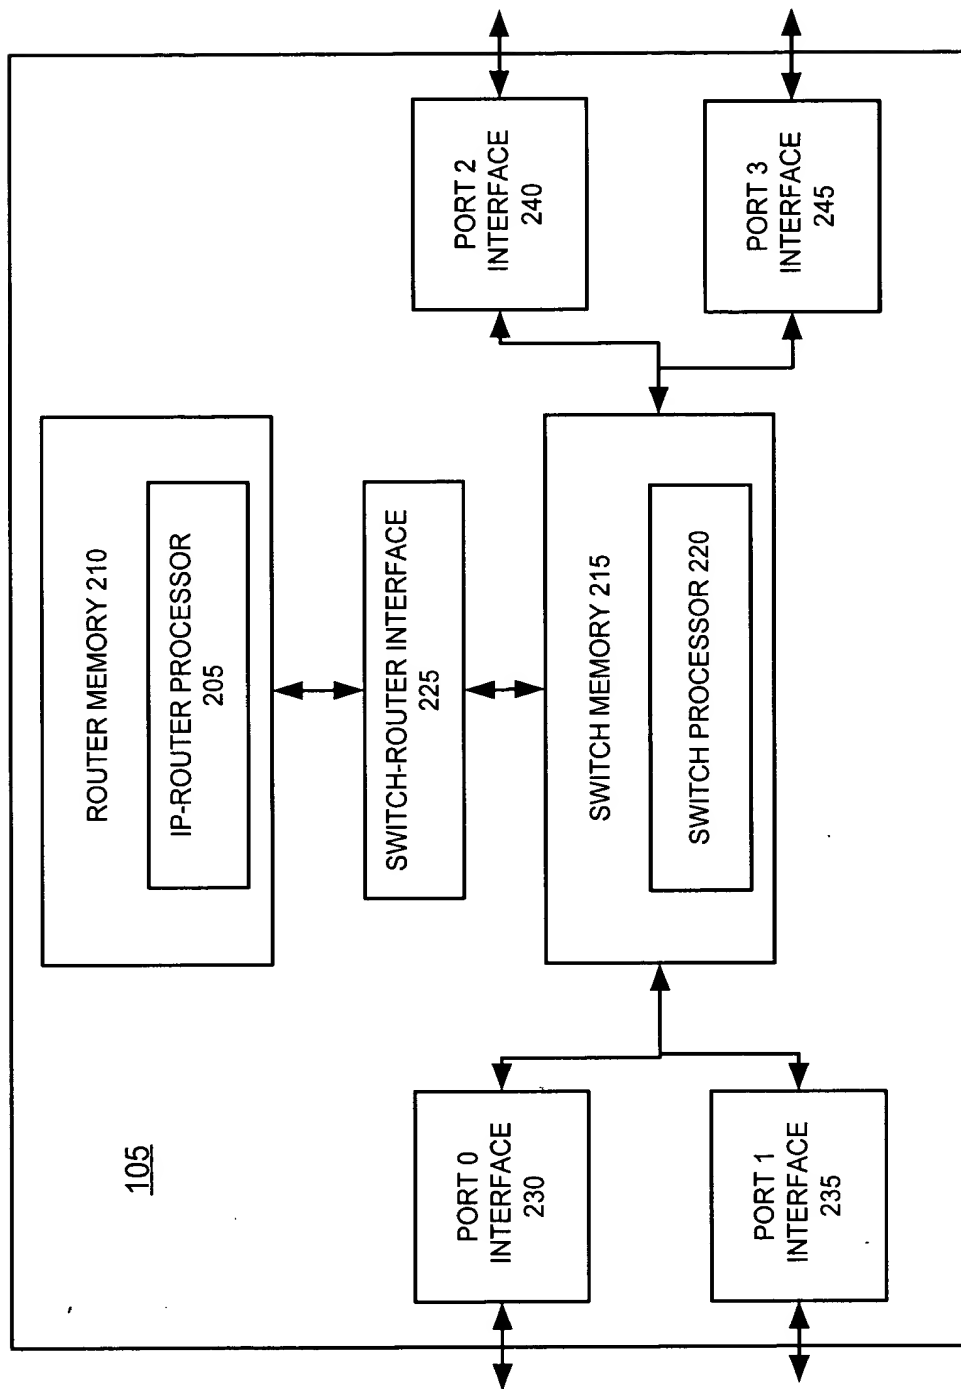 105
ROUTER MEMORY 210
IP-ROUTER PROCESSOR
205
SWITCH-ROUTER INTERFACE
225
PORT 0
INTERFACE
230
PORT 1
INTERFACE
235
SWITCH MEMORY 215
SWITCH PROCESSOR 220
PORT 2
INTERFACE
240
PORT 3
INTERFACE
245